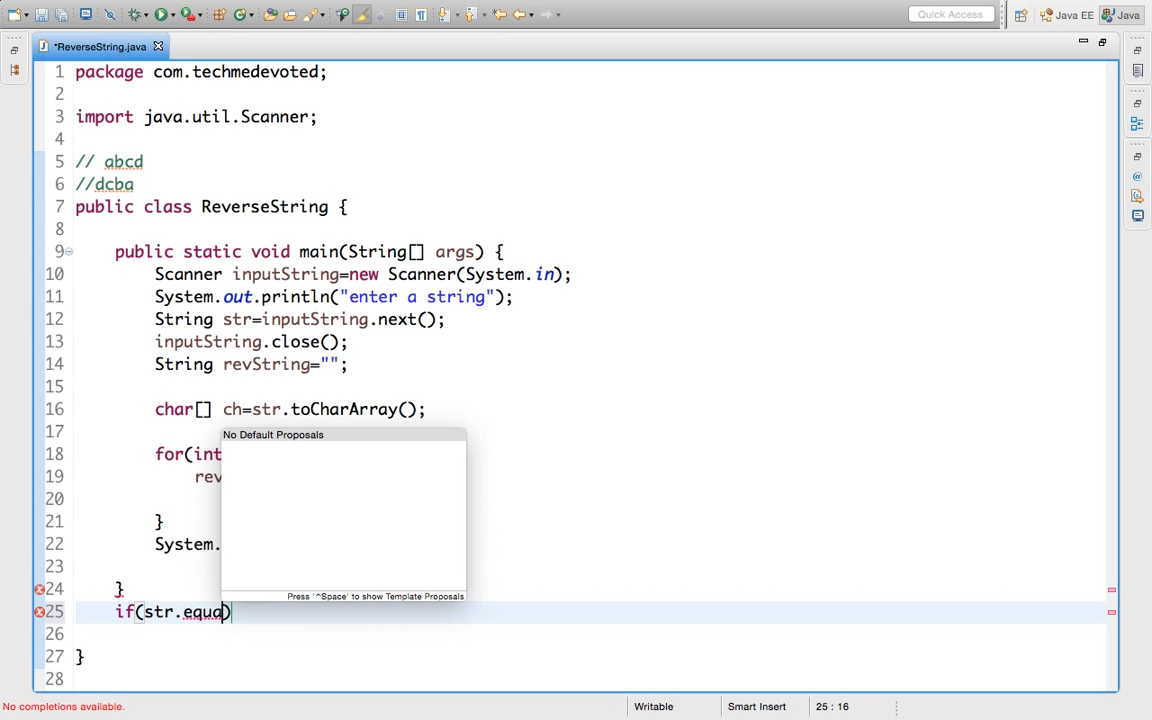 Quick Access
Java EE
Java
*ReverseString.java
1 package com.techmedevoted;
2
3 import java.util.Scanner;
4
5 // abcd
6 //dcba
7 public class ReverseString {
8
9 public static void main(String[] args) {
10 Scanner inputString=new Scanner(System.in);
11 System.out.println("enter a string");
12 String str=inputString.next();
13 inputString.close();
14 String revString="";
15
16 char[] ch=str.toCharArray();
17
No Default Proposals
18 for(int
19 rev
20
21 }
22 System.
23
Press '^Space' to show Template Proposals
24 }
25 if(str.equa)
26
27 }
28
No completions available.
Writable
Smart Insert
25 : 16